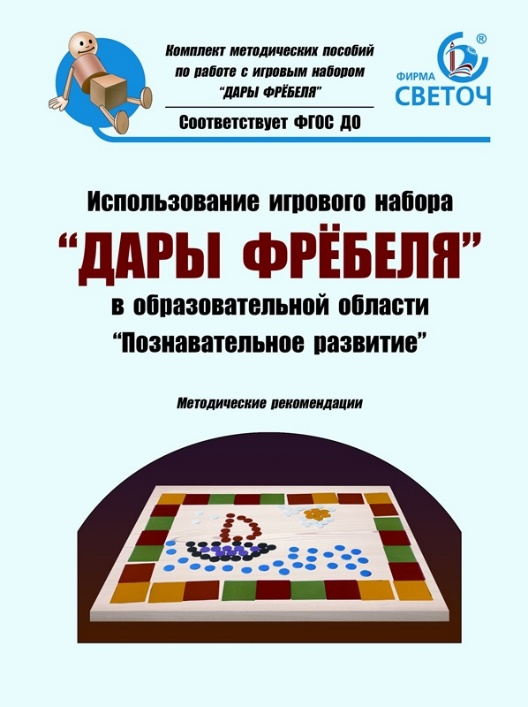 Комплект методических пособий
по работе с игровым набором
“ДАРЫ ФРЁБЕЛЯ”
Соответствует ФГОС ДО
®
ФИРМА
СВЕТОЧ
Использование игрового набора
“ДАРЫ ФРЁБЕЛЯ”
в образовательной области
“Познавательное развитие”
Методические рекомендации